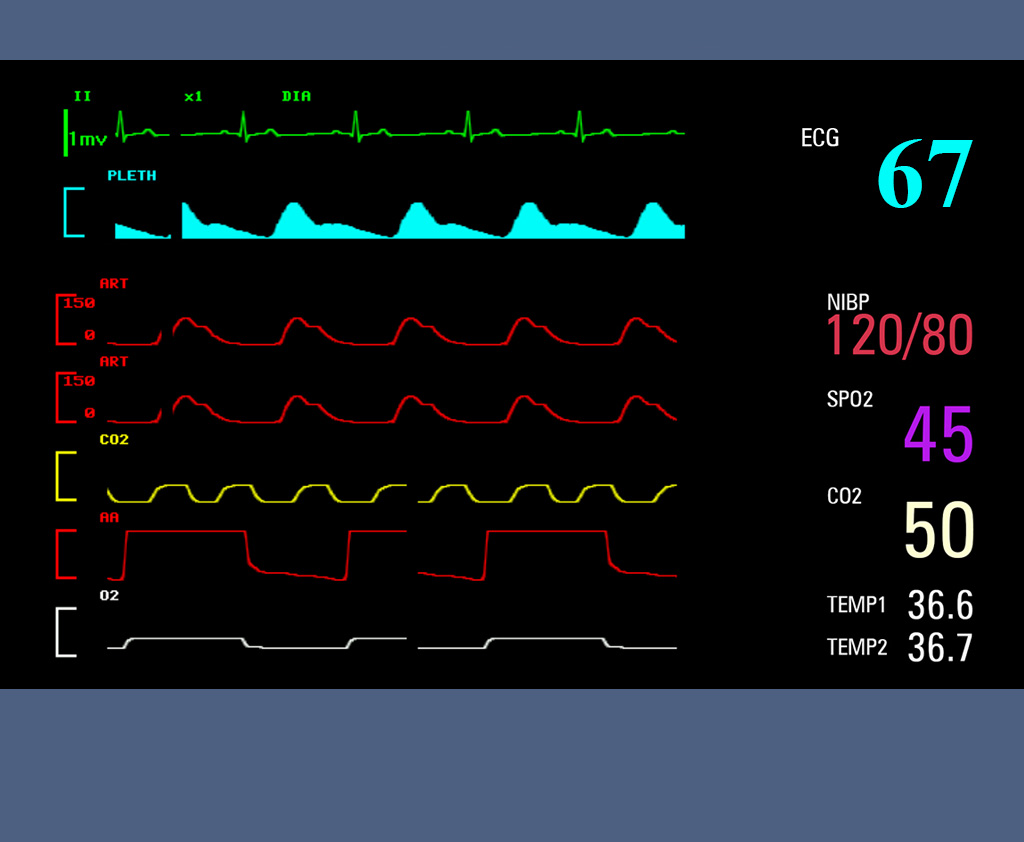 II x1 DIA
1mv
ECG 67
PLETH
ART
150
0
NIBP
120/80
ART
150
0
SPO2
45
CO2
CO2
50
AA
O2
TEMP1 36.6
TEMP2 36.7